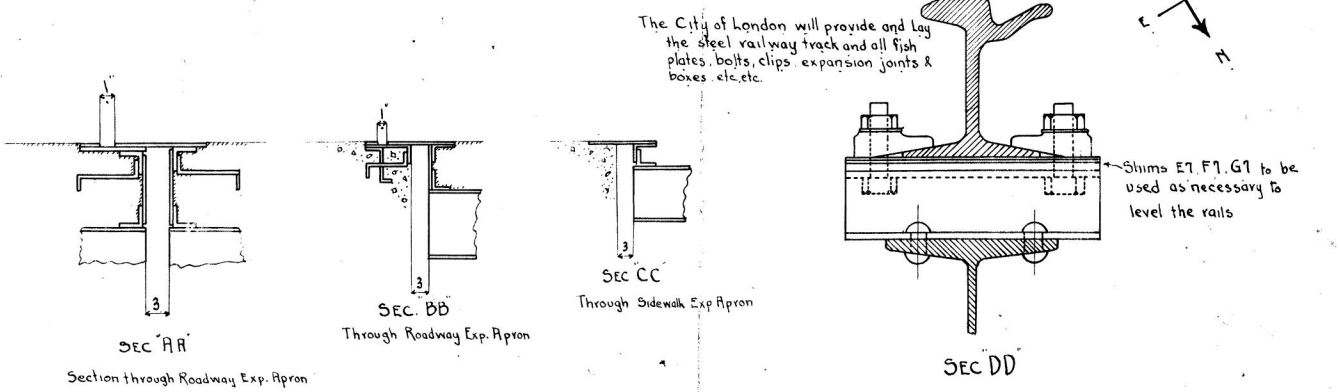 The City of London will provide and Lay
the steel railway track and all fish
plates, bolts, clips, expansion joints &
boxes, etc, etc.
E
N
1"
3
SEC "AA"
Section through Roadway Exp. Apron
1"
3
SEC. "BB"
Through Roadway Exp. Apron
3
SEC "CC"
Through Sidewalk Exp Apron
Shims E7, F7, G7 to be
used as necessary to
level the rails
SEC "DD"